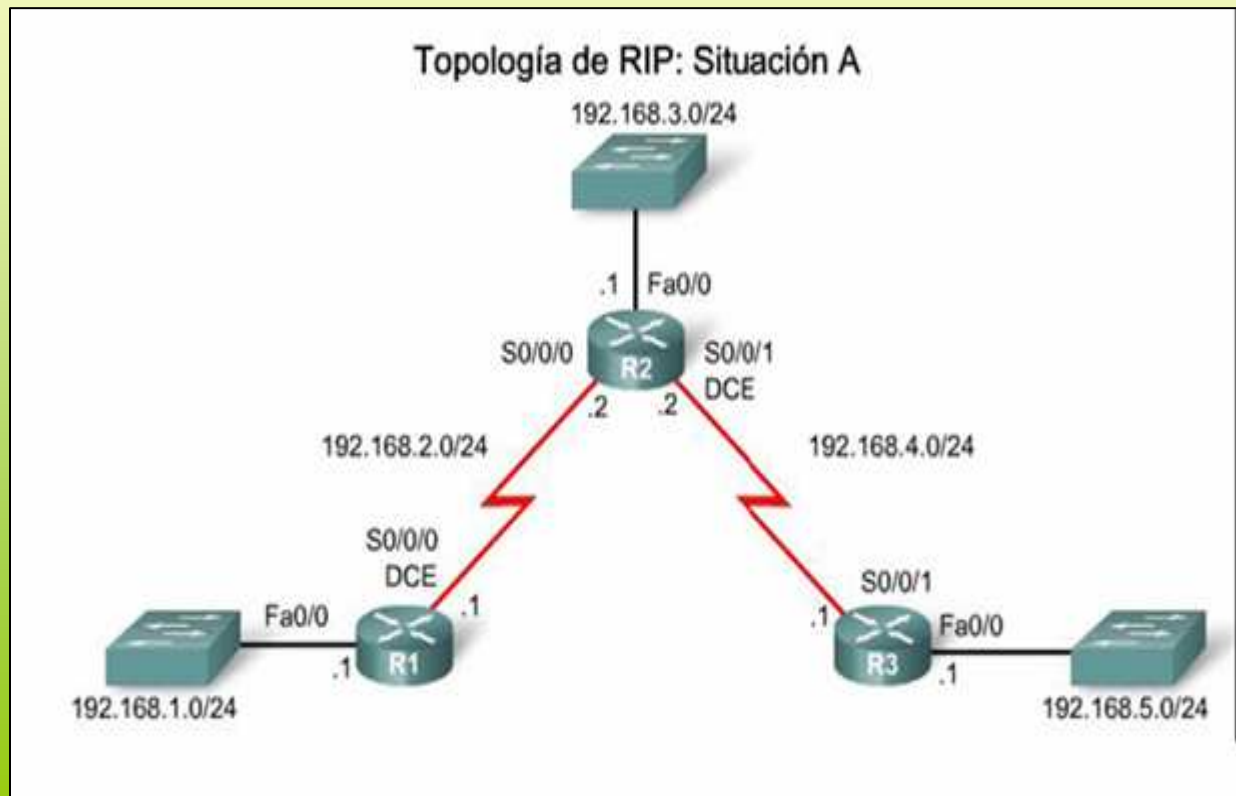 Topología de RIP: Situación A
192.168.3.0/24
.1 Fa0/0
S0/0/0
R2
S0/0/1
DCE
.2
.2
192.168.2.0/24
192.168.4.0/24
S0/0/0
DCE
.1
Fa0/0
.1
R1
192.168.1.0/24
S0/0/1
.1
R3
Fa0/0
.1
192.168.5.0/24